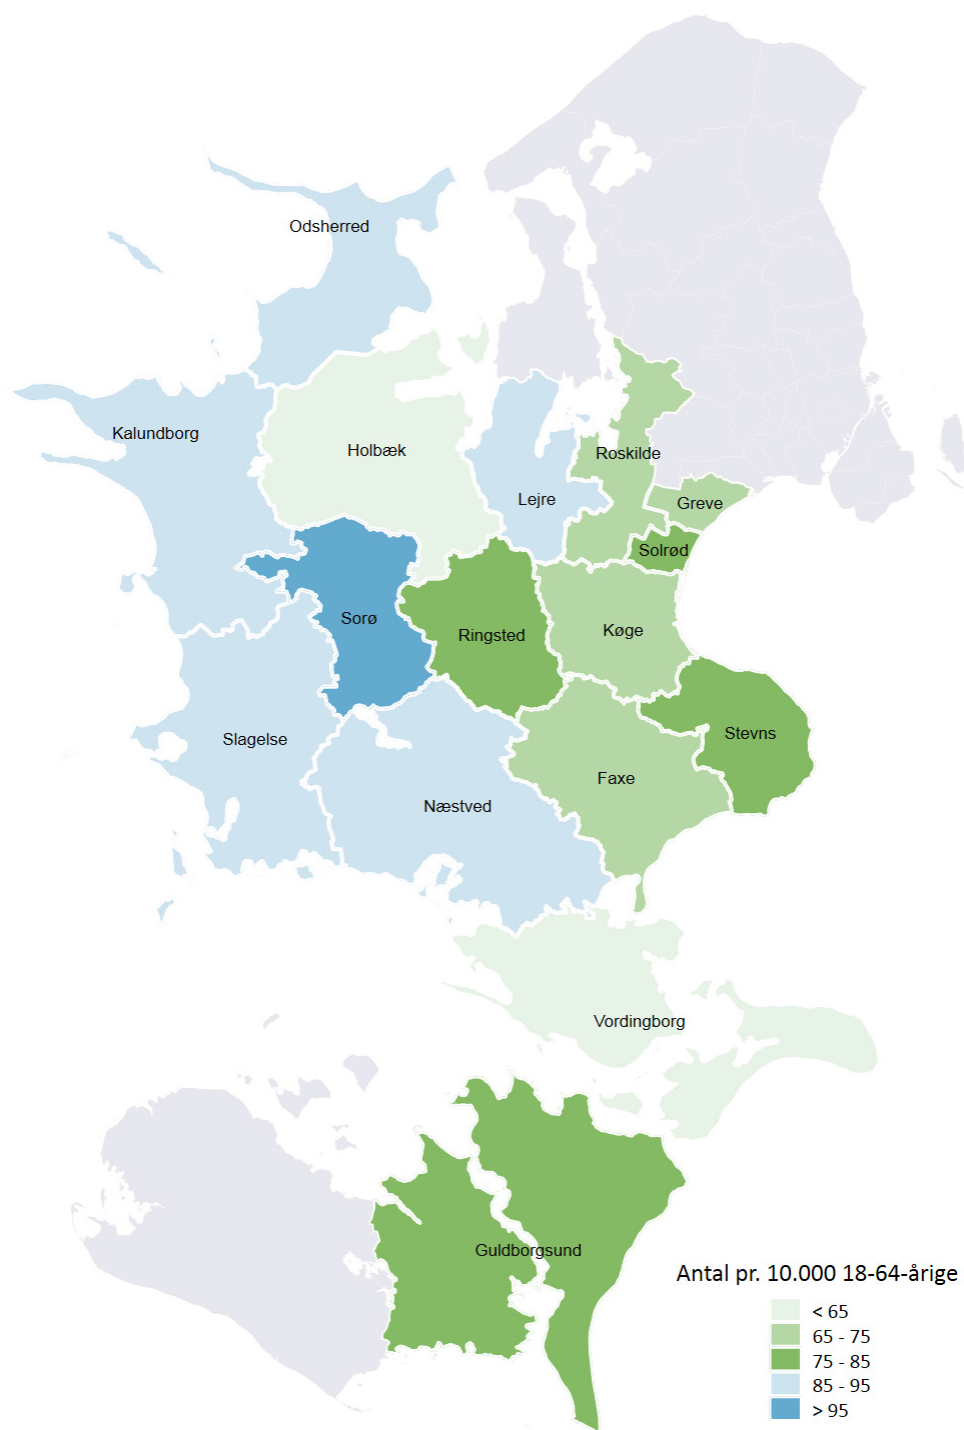 Odsherred
Kalundborg
Holbæk
Roskilde
Lejre
Greve
Solrød
Sorø
Ringsted
Køge
Slagelse
Stevns
Næstved
Faxe
Vordingborg
Guldborgsund
Antal pr. 10.000 18-64-årige
< 65
65 - 75
75 - 85
85 - 95
> 95